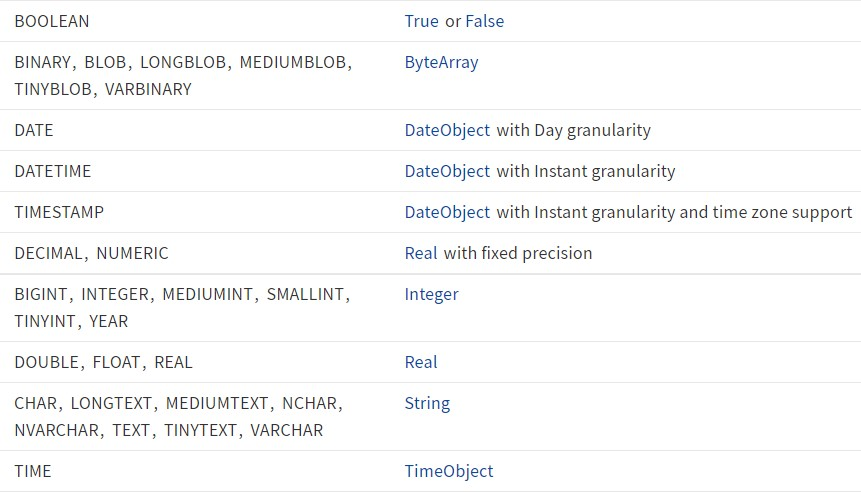 BOOLEAN True or False
BINARY, BLOB, LONGBLOB, MEDIUMBLOB, ByteArray
TINYBLOB, VARBINARY
DATE DateObject with Day granularity
DATETIME DateObject with Instant granularity
TIMESTAMP DateObject with Instant granularity and time zone support
DECIMAL, NUMERIC Real with fixed precision
BIGINT, INTEGER, MEDIUMINT, SMALLINT, Integer
TINYINT, YEAR
DOUBLE, FLOAT, REAL Real
CHAR, LONGTEXT, MEDIUMTEXT, NCHAR, String
NVARCHAR, TEXT, TINYTEXT, VARCHAR
TIME TimeObject